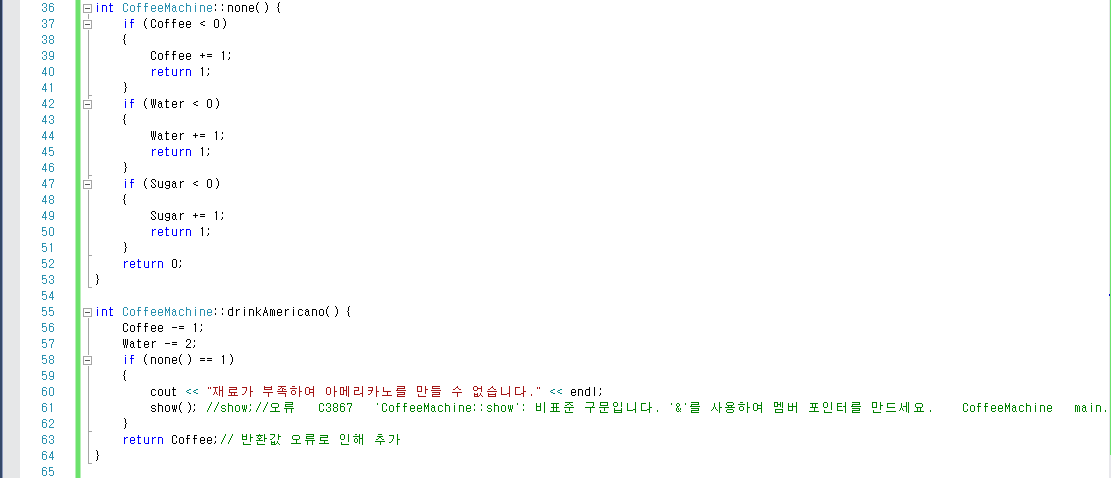 36 int CoffeeMachine::none() {
37 if (Coffee < 0)
38 {
39 Coffee += 1;
40 return 1;
41 }
42 if (Water < 0)
43 {
44 Water += 1;
45 return 1;
46 }
47 if (Sugar < 0)
48 {
49 Sugar += 1;
50 return 1;
51 }
52 return 0;
53 }
54
55 int CoffeeMachine::drinkAmericano() {
56 Coffee -= 1;
57 Water -= 2;
58 if (none() == 1)
59 {
60 cout << "재료가 부족하여 아메리카노를 만들 수 없습니다." << endl;
61 show(); //show;//오류 C3867 'CoffeeMachine::show': 비표준 구문입니다. '&'를 사용하여 멤버 포인터를 만드세요. CoffeeMachine main.
62 }
63 return Coffee;// 반환값 오류로 인해 추가
64 }
65